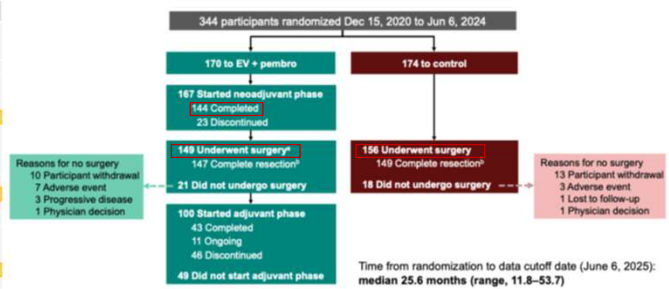 344 participants randomized Dec 15, 2020 to Jun 6, 2024
170 to EV + pembro
174 to control
167 Started neoadjuvant phase
144 Completed
23 Discontinued
149 Underwent surgeryᵃ
147 Complete resectionᵇ
21 Did not undergo surgery
156 Underwent surgery
149 Complete resectionᵇ
18 Did not undergo surgery
Reasons for no surgery
10 Participant withdrawal
7 Adverse event
3 Progressive disease
1 Physician decision
Reasons for no surgery
13 Participant withdrawal
3 Adverse event
1 Lost to follow-up
1 Physician decision
100 Started adjuvant phase
43 Completed
11 Ongoing
46 Discontinued
49 Did not start adjuvant phase
Time from randomization to data cutoff date (June 6, 2025):
median 25.6 months (range, 11.8–53.7)